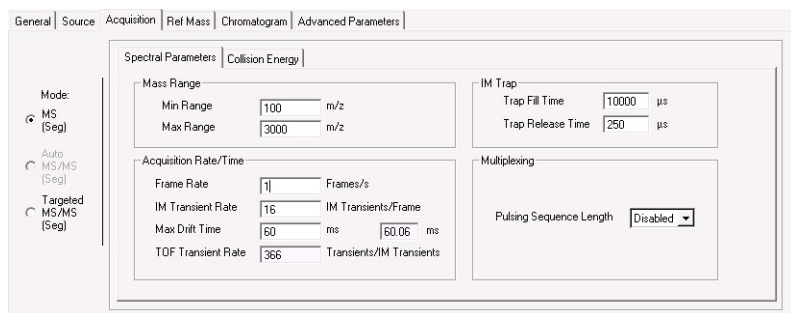 General Source Acquisition Ref Mass Chromatogram Advanced Parameters
Spectral Parameters Collision Energy
Mode:
MS
(Seg)
Auto
MS/MS
(Seg)
Targeted
MS/MS
(Seg)
Mass Range
Min Range 100 m/z
Max Range 3000 m/z
Acquisition Rate/Time
Frame Rate 1 Frames/s
IM Transient Rate 16 IM Transients/Frame
Max Drift Time 60 ms 60.06 ms
TOF Transient Rate 366 Transients/IM Transients
IM Trap
Trap Fill Time 10000 µs
Trap Release Time 250 µs
Multiplexing
Pulsing Sequence Length Disabled